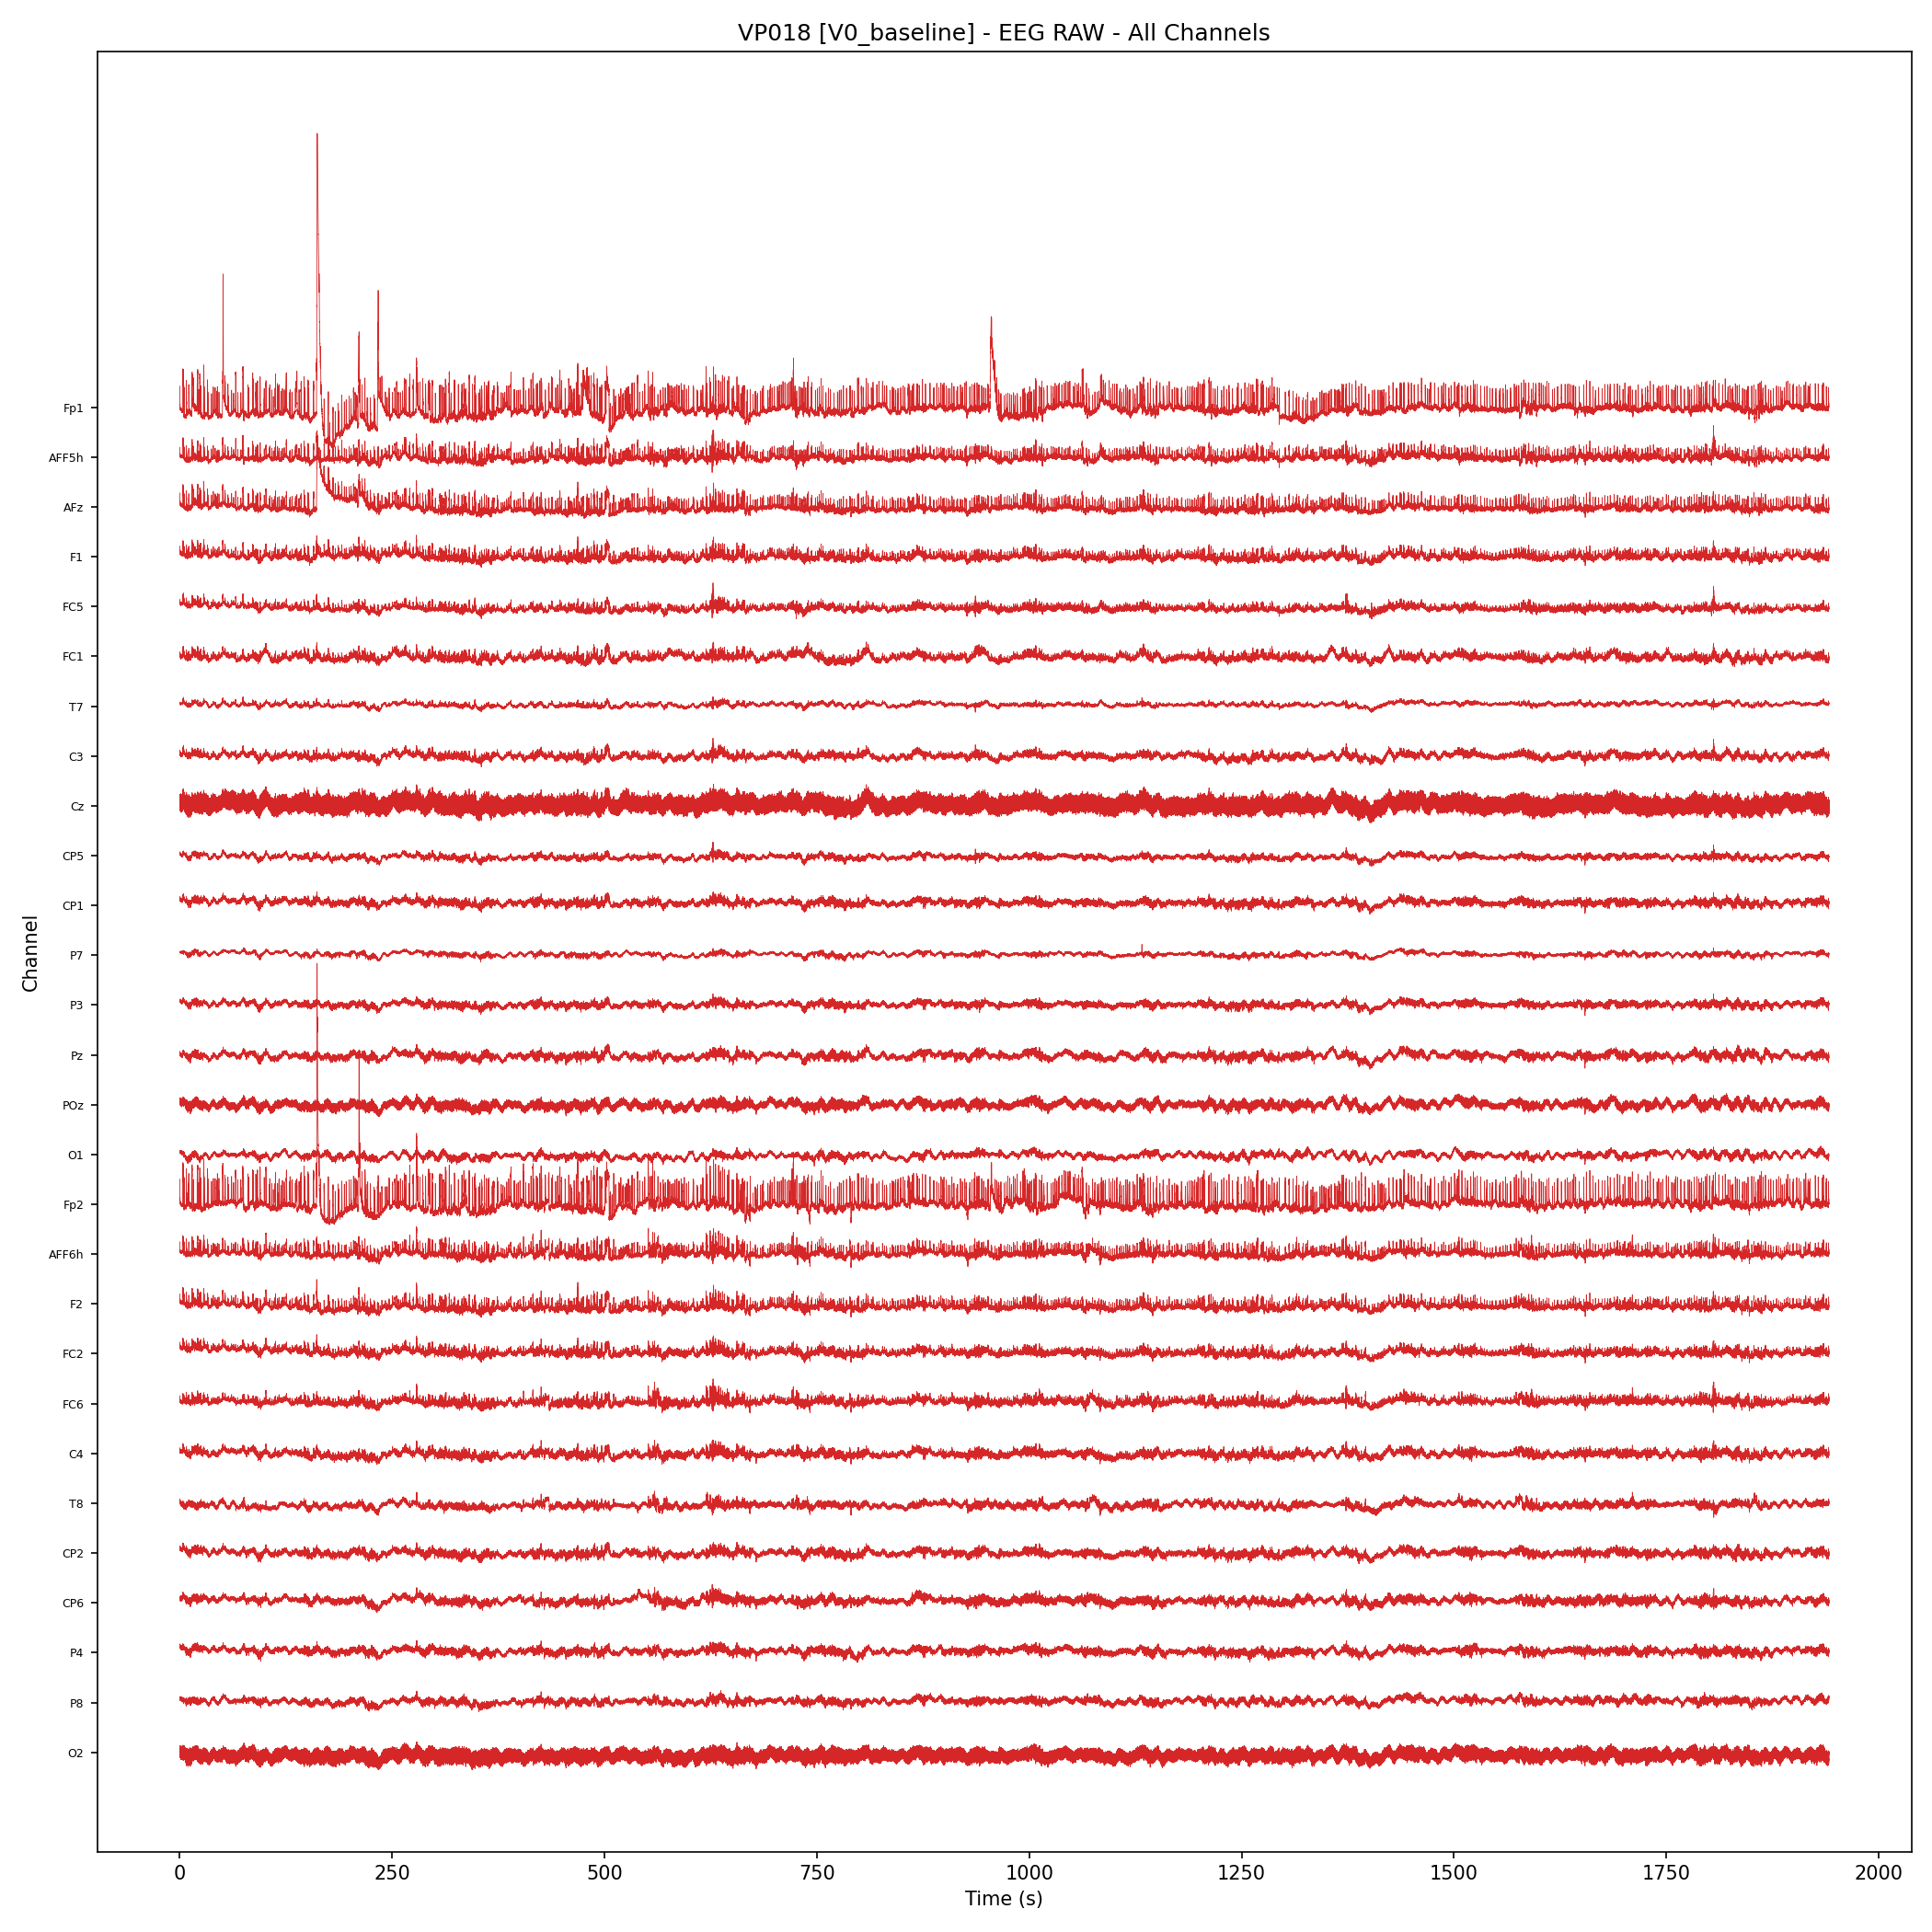 VP018 [V0_baseline] - EEG RAW - All Channels
Fp1
AFF5h
AFz
F1
FC5
FC1
T7
C3
Cz
CP5
CP1
P7
P3
Pz
POz
O1
Fp2
AFF6h
F2
FC2
FC6
C4
T8
CP2
CP6
P4
P8
O2
Channel
0 250 500 750 1000 1250 1500 1750 2000
Time (s)